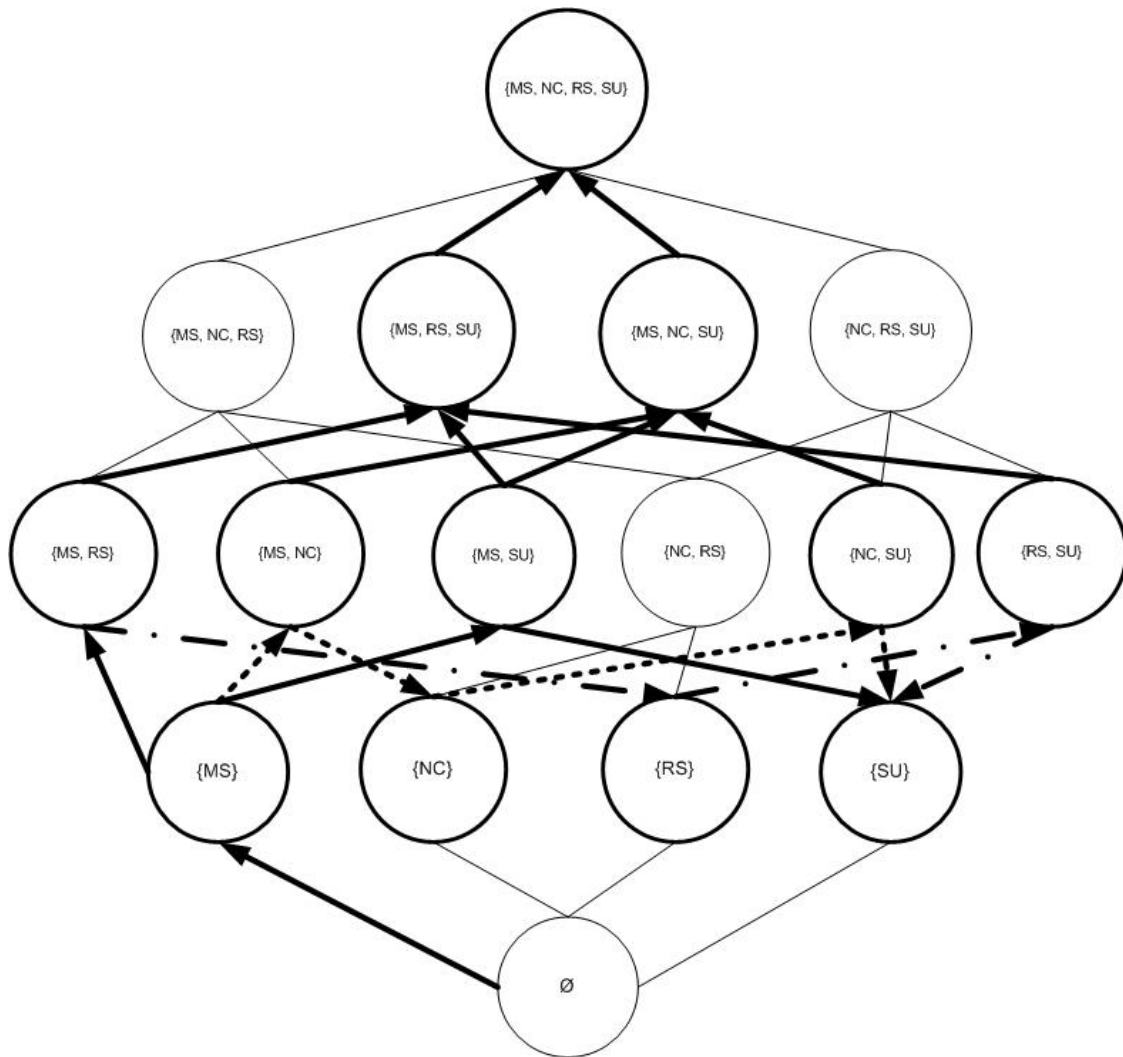 {MS, NC, RS, SU}
{MS, NC, RS}
{MS, RS, SU}
{MS, NC, SU}
{NC, RS, SU}
{MS, RS}
{MS, NC}
{MS, SU}
{NC, RS}
{NC, SU}
{RS, SU}
{MS}
{NC}
{RS}
{SU}
Ø